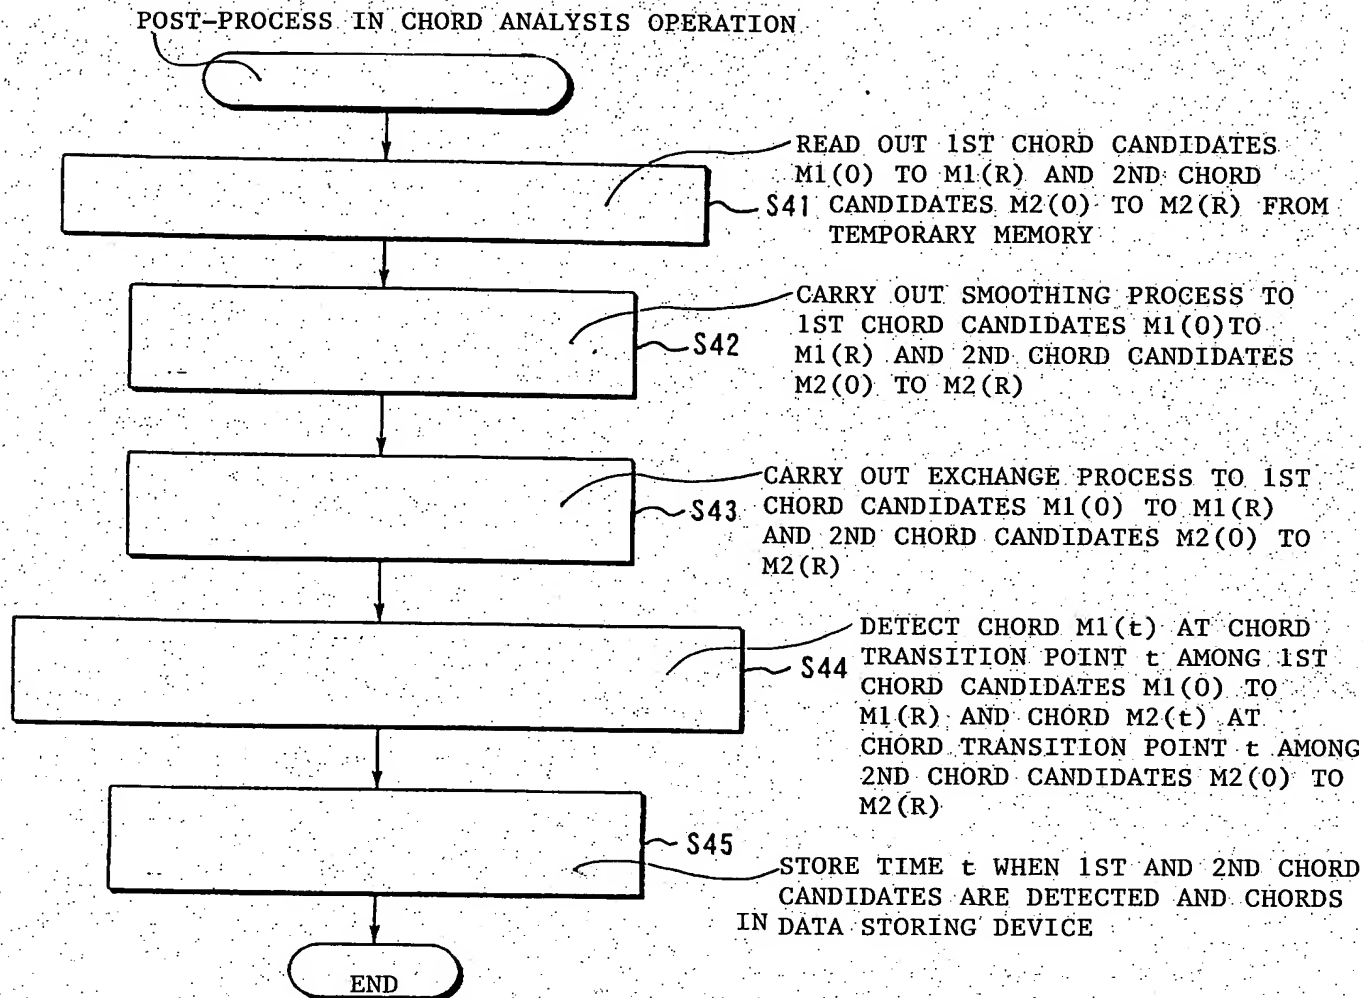 POST-PROCESS IN CHORD ANALYSIS OPERATION
READ OUT 1ST CHORD CANDIDATES
M1(0) TO M1(R) AND 2ND CHORD
S41 CANDIDATES M2(0) TO M2(R) FROM
TEMPORARY MEMORY
CARRY OUT SMOOTHING PROCESS TO
1ST CHORD CANDIDATES M1(0)TO
S42
M1(R) AND 2ND CHORD CANDIDATES
M2(0) TO M2(R)
CARRY OUT EXCHANGE PROCESS TO 1ST
S43
CHORD CANDIDATES M1(0) TO M1(R)
AND 2ND CHORD CANDIDATES M2(0) TO
M2(R)
DETECT CHORD M1(t) AT CHORD
S44
TRANSITION POINT t AMONG 1ST
CHORD CANDIDATES M1(0) TO
M1(R) AND CHORD M2(t) AT
CHORD TRANSITION POINT t AMONG
2ND CHORD CANDIDATES M2(0) TO
M2(R)
S45
STORE TIME t WHEN 1ST AND 2ND CHORD
CANDIDATES ARE DETECTED AND CHORDS
IN DATA STORING DEVICE
END